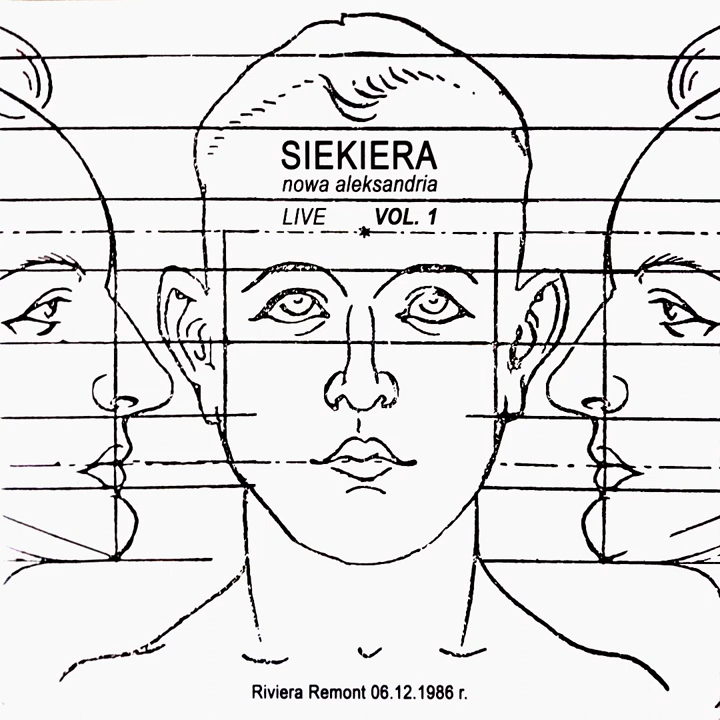 SIEKIERA
nowa aleksandria
LIVE VOL. 1
Riviera Remont 06.12.1986 r.